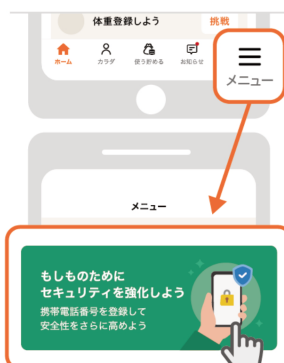 体重登録しよう 挑戦
ホーム カラダ 使う貯める お知らせ メニュー
メニュー
もしものために
セキュリティを強化しよう
携帯電話番号を登録して
安全性をさらに高めよう